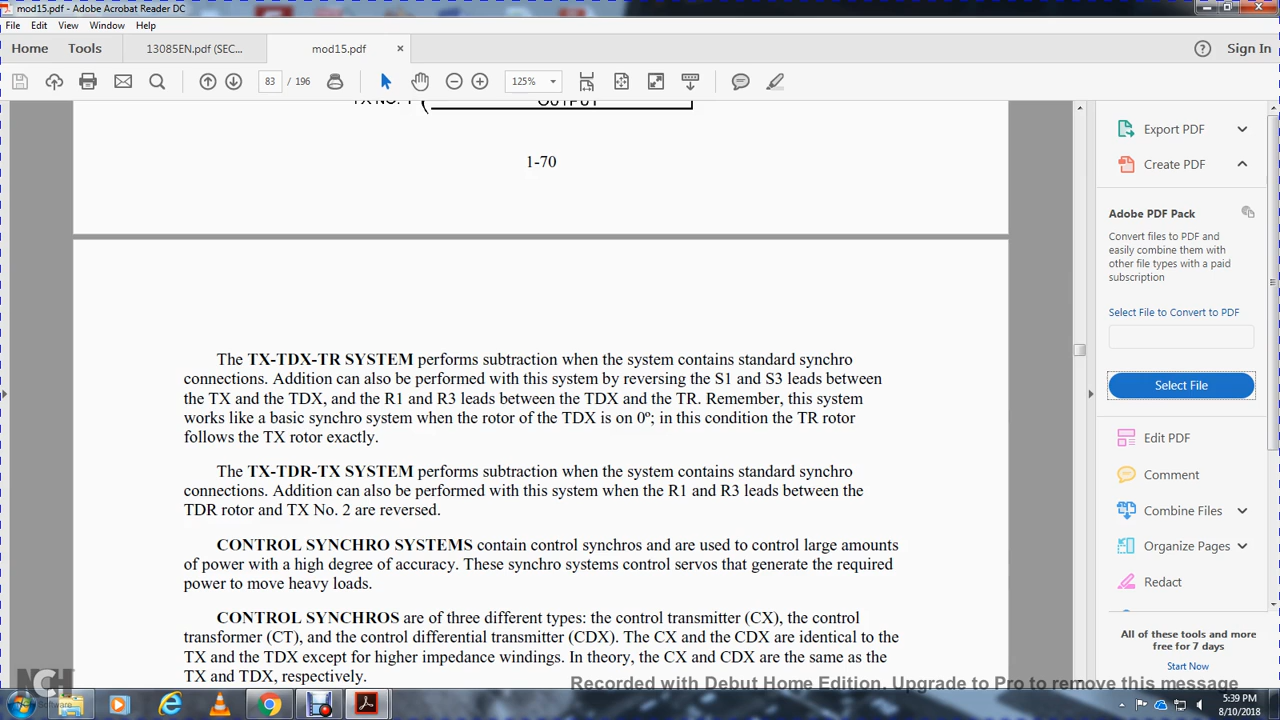 mod15.pdf - Adobe Acrobat Reader DC
File Edit View Window Help
Home Tools 13085EN.pdf (SEC... mod15.pdf × Sign In
83 / 196 125%
TX NO. 1 OUTPUT
1-70
The TX-TDX-TR SYSTEM performs subtraction when the system contains standard synchro
connections. Addition can also be performed with this system by reversing the S1 and S3 leads between
the TX and the TDX, and the R1 and R3 leads between the TDX and the TR. Remember, this system
works like a basic synchro system when the rotor of the TDX is on 0º; in this condition the TR rotor
follows the TX rotor exactly.
The TX-TDR-TX SYSTEM performs subtraction when the system contains standard synchro
connections. Addition can also be performed with this system when the R1 and R3 leads between the
TDR rotor and TX No. 2 are reversed.
CONTROL SYNCHRO SYSTEMS contain control synchros and are used to control large amounts
of power with a high degree of accuracy. These synchro systems control servos that generate the required
power to move heavy loads.
CONTROL SYNCHROS are of three different types: the control transmitter (CX), the control
transformer (CT), and the control differential transmitter (CDX). The CX and the CDX are identical to the
TX and the TDX except for higher impedance windings. In theory, the CX and CDX are the same as the
TX and TDX, respectively.
Export PDF
Create PDF
Adobe PDF Pack
Convert files to PDF and
easily combine them with
other file types with a paid
subscription
Select File to Convert to PDF
Select File
Edit PDF
Comment
Combine Files
Organize Pages
Redact
All of these tools and more
free for 7 days
Start Now
NCH
Software
Recorded with Debut Home Edition. Upgrade to Pro to remove this message
5:39 PM
8/10/2018